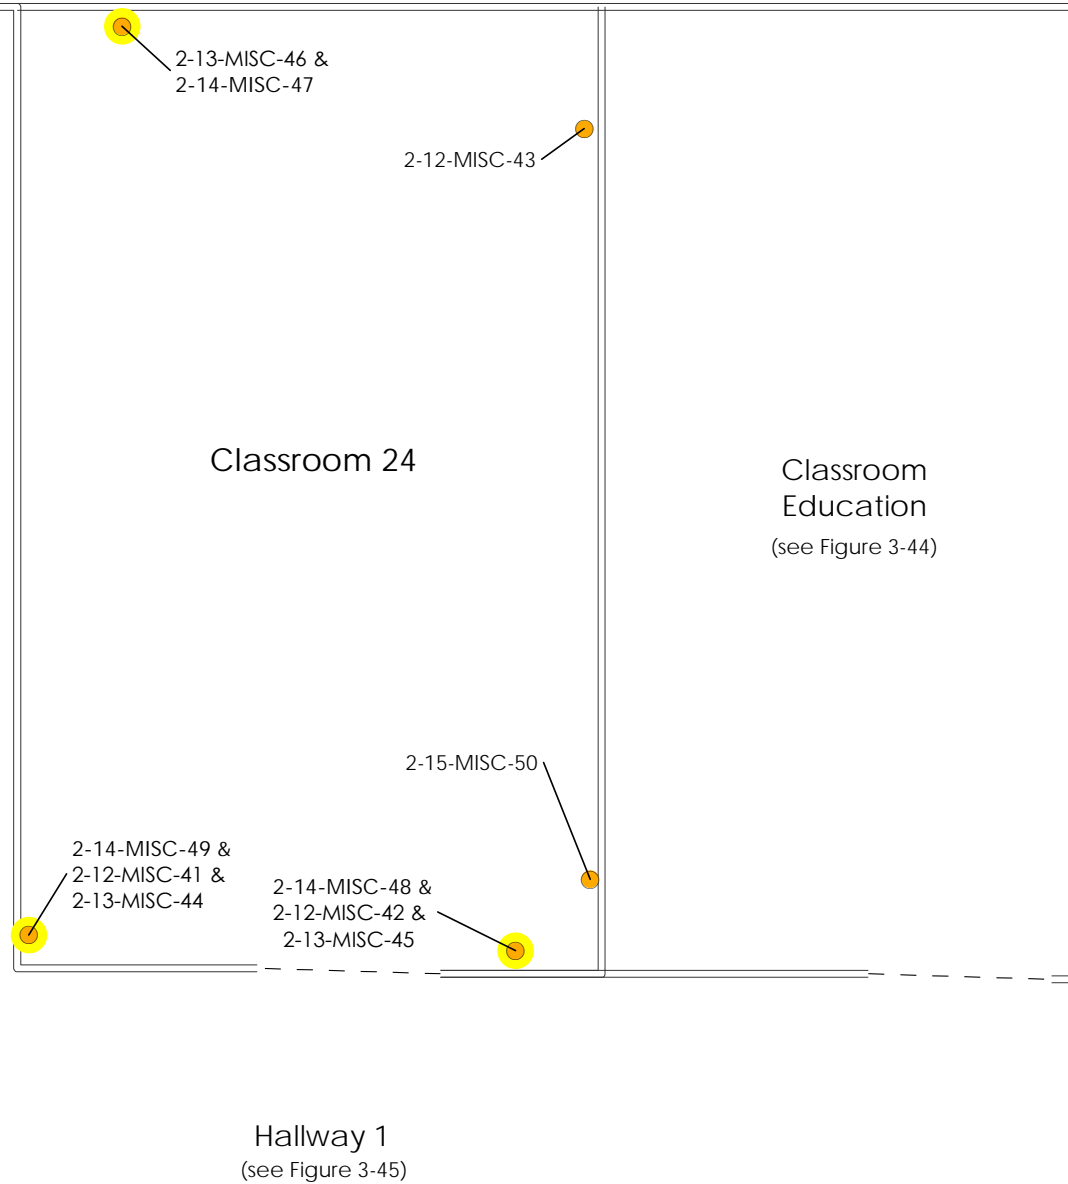 2-13-MISC-46 &
2-14-MISC-47
2-12-MISC-43
Classroom 24
Classroom
Education
(see Figure 3-44)
2-15-MISC-50
2-14-MISC-49 &
2-12-MISC-41 &
2-13-MISC-44
2-14-MISC-48 &
2-12-MISC-42 &
2-13-MISC-45
Hallway 1
(see Figure 3-45)